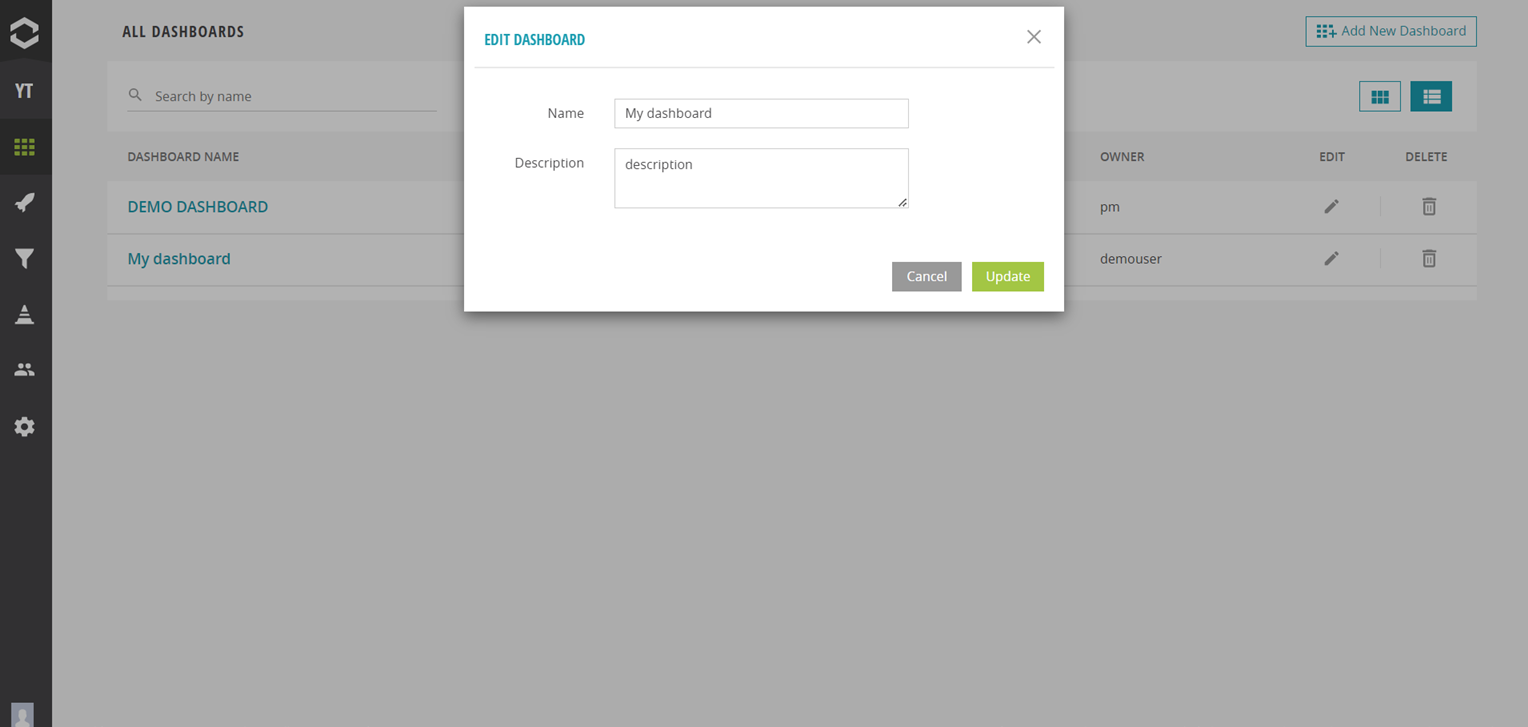 ALL DASHBOARDS
Add New Dashboard
YT
Search by name
DASHBOARD NAME OWNER EDIT DELETE
DEMO DASHBOARD pm
My dashboard demouser
EDIT DASHBOARD
Name My dashboard
Description description
Cancel Update